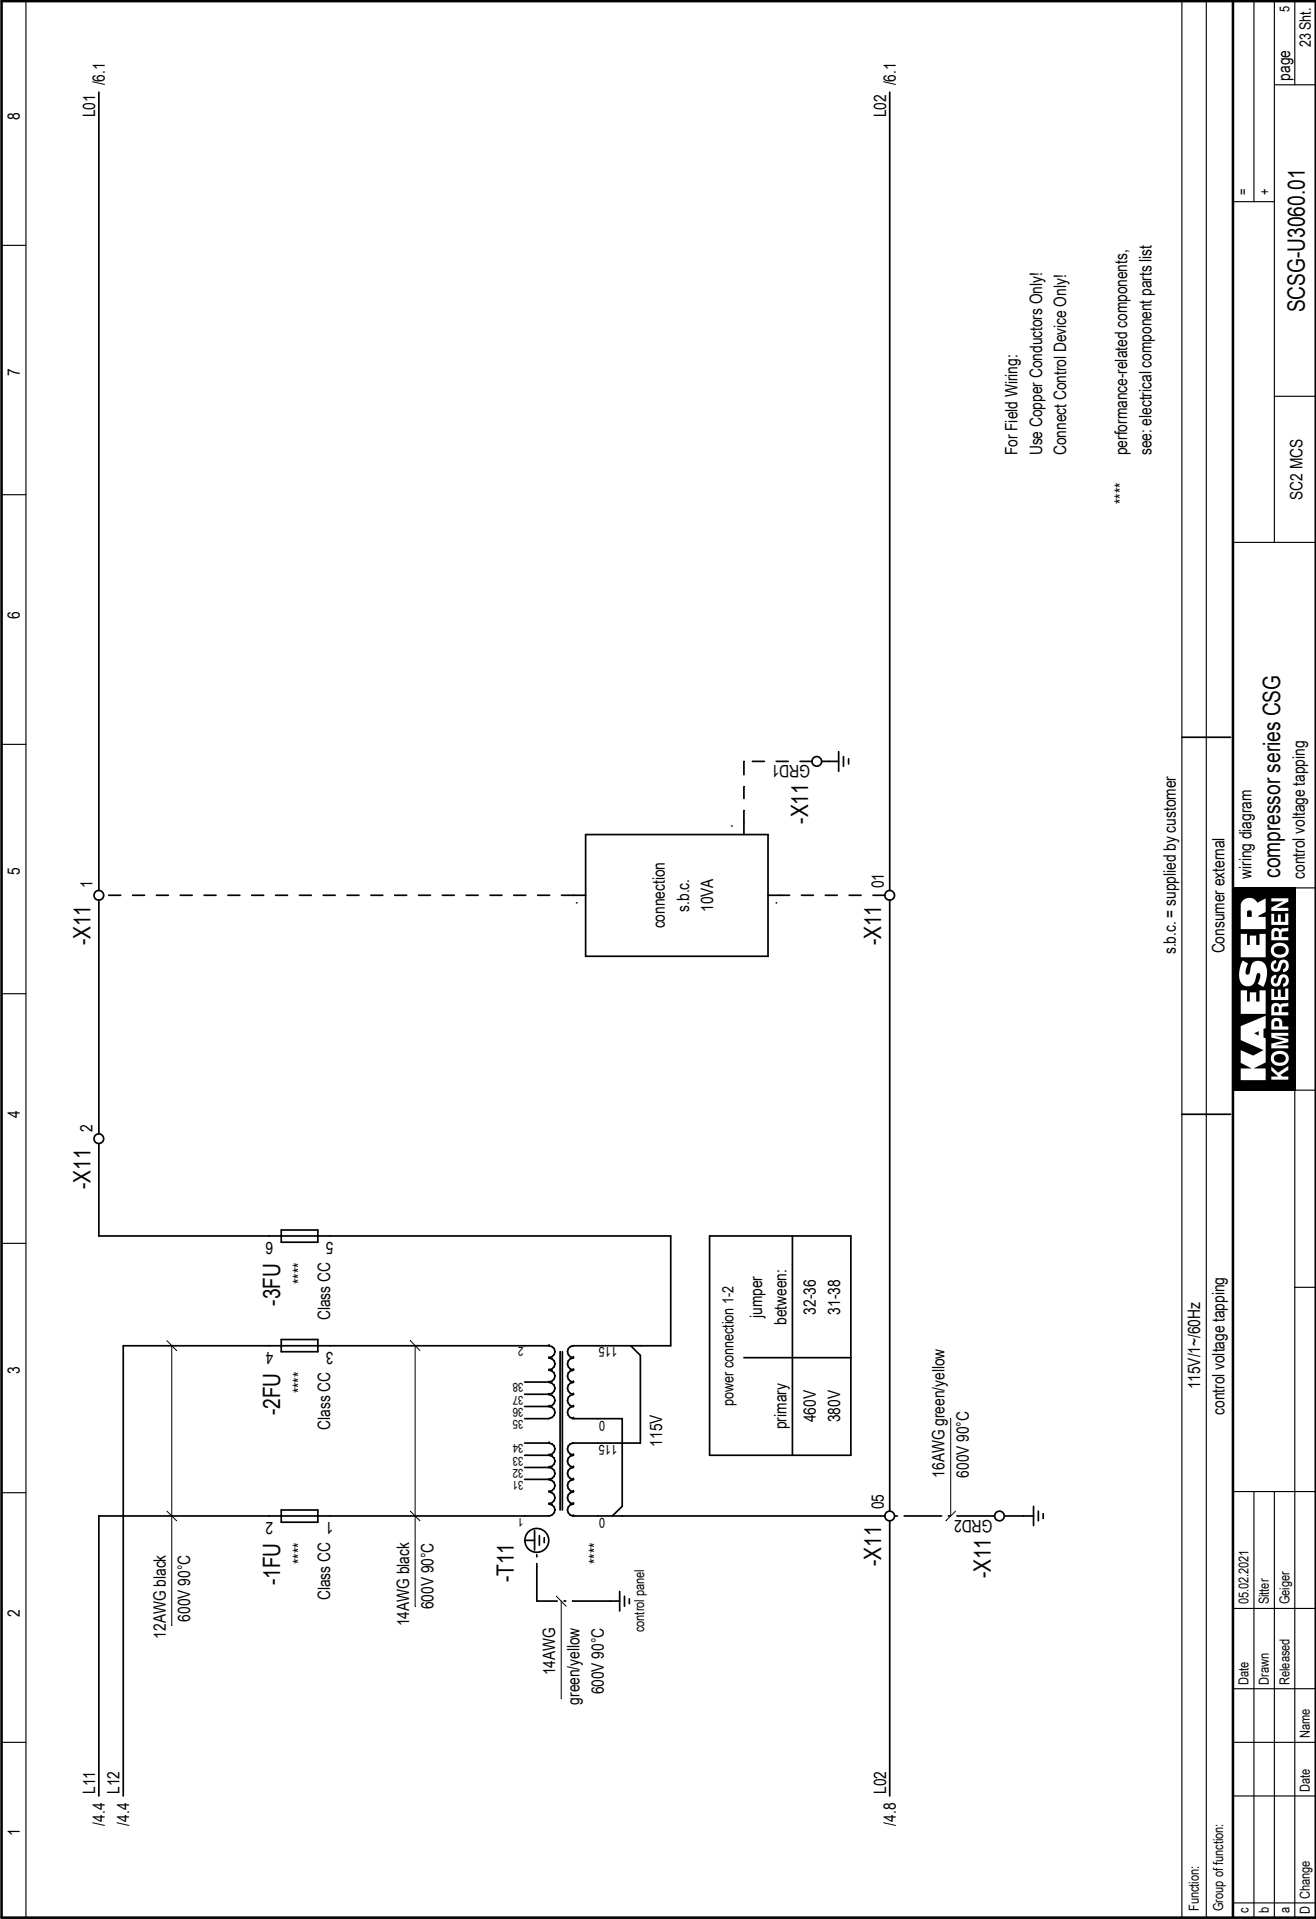 1
2
3
4
5
6
7
8
/4.4 L11
/4.4 L12
L01 /6.1
12AWG black
600V 90°C
-1FU
2
****
Class CC
1
-2FU
4
****
Class CC
3
-3FU
6
****
Class CC
5
-X11 2
-X11 1
14AWG black
600V 90°C
-T11
1
31
32
33
34
35
36
37
38
2
0
115
0
115
****
115V
14AWG
green/yellow
600V 90°C
control panel
connection
s.b.c.
10VA
GRD1
-X11
power connection 1-2
primary
jumper
between:
460V
32-36
380V
31-38
/4.8 L02
-X11 05
-X11 01
L02 /6.1
16AWG green/yellow
600V 90°C
GRD2
-X11
For Field Wiring:
Use Copper Conductors Only!
Connect Control Device Only!
**** performance-related components,
see: electrical component parts list
s.b.c. = supplied by customer
Function:
115V/1~/60Hz
Group of function:
control voltage tapping
Consumer external
c
b
a
D Change
Date
Name
Date 05.02.2021
Drawn Sitter
Released Geiger
KAESER
KOMPRESSOREN
wiring diagram
compressor series CSG
control voltage tapping
SC2 MCS
=
+
SCSG-U3060.01
page 5
23 Sht.